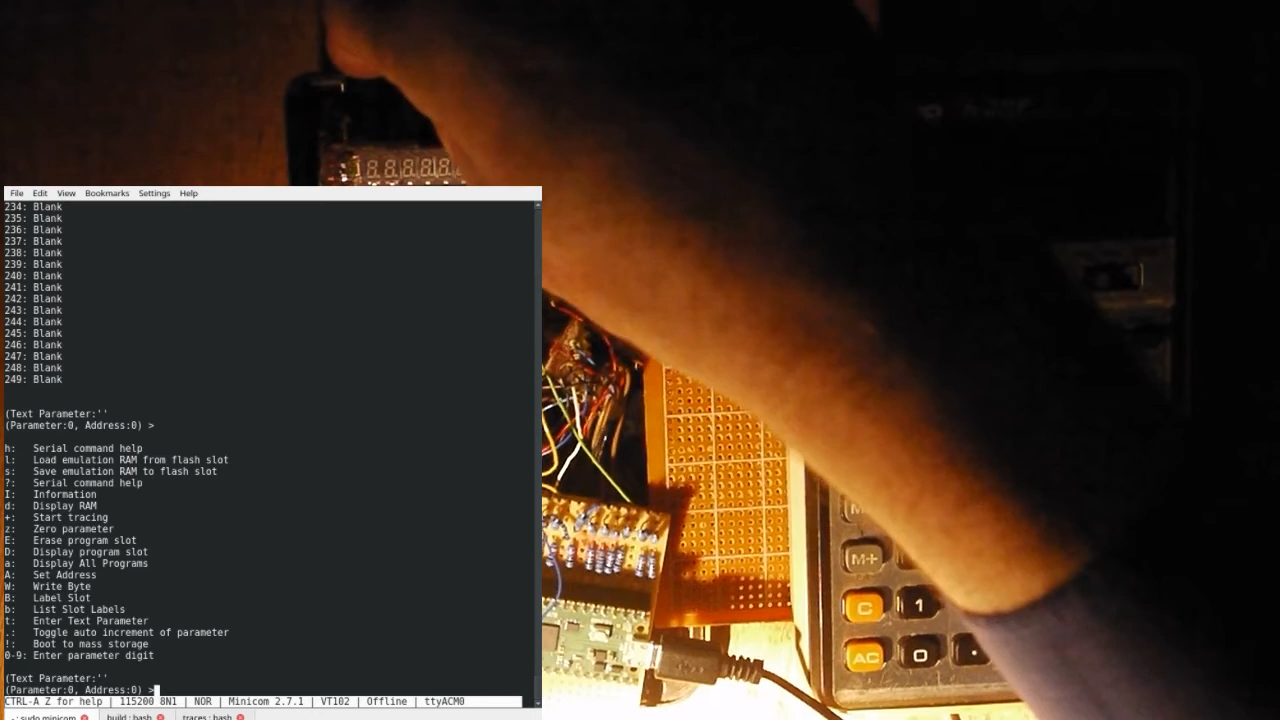 File Edit View Bookmarks Settings Help
234: Blank
235: Blank
236: Blank
237: Blank
238: Blank
239: Blank
240: Blank
241: Blank
242: Blank
243: Blank
244: Blank
245: Blank
246: Blank
247: Blank
248: Blank
249: Blank
(Text Parameter:''
(Parameter:0, Address:0) >
h: Serial command help
l: Load emulation RAM from flash slot
s: Save emulation RAM to flash slot
?: Serial command help
I: Information
d: Display RAM
+: Start tracing
z: Zero parameter
E: Erase program slot
D: Display program slot
a: Display All Programs
A: Set Address
W: Write Byte
B: Label Slot
b: List Slot Labels
t: Enter Text Parameter
.: Toggle auto increment of parameter
!: Boot to mass storage
0-9: Enter parameter digit
(Text Parameter:''
(Parameter:0, Address:0) >
CTRL-A Z for help | 115200 8N1 | NOR | Minicom 2.7.1 | VT102 | Offline | ttyACM0
~ : sudo minicom build : bash traces : bash
M+
C 1
AC 0 .